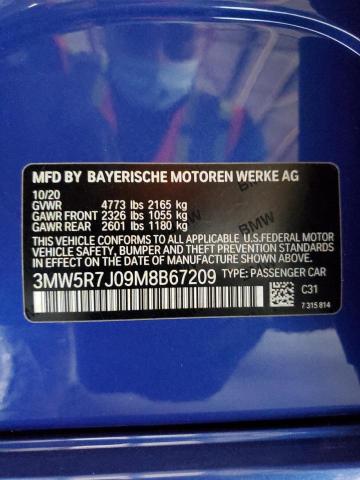 MFD BY BAYERISCHE MOTOREN WERKE AG
10/20
GVWR 4773 lbs 2165 kg
GAWR FRONT 2326 lbs 1055 kg
GAWR REAR 2601 lbs 1180 kg
THIS VEHICLE CONFORMS TO ALL APPLICABLE U.S.FEDERAL MOTOR
VEHICLE SAFETY, BUMPER AND THEFT PREVENTION STANDARDS
IN EFFECT ON THE DATE OF MANUFACTURE SHOWN ABOVE.
3MW5R7J09M8B67209 TYPE: PASSENGER CAR
C31
7 315 814
BMW
BMW